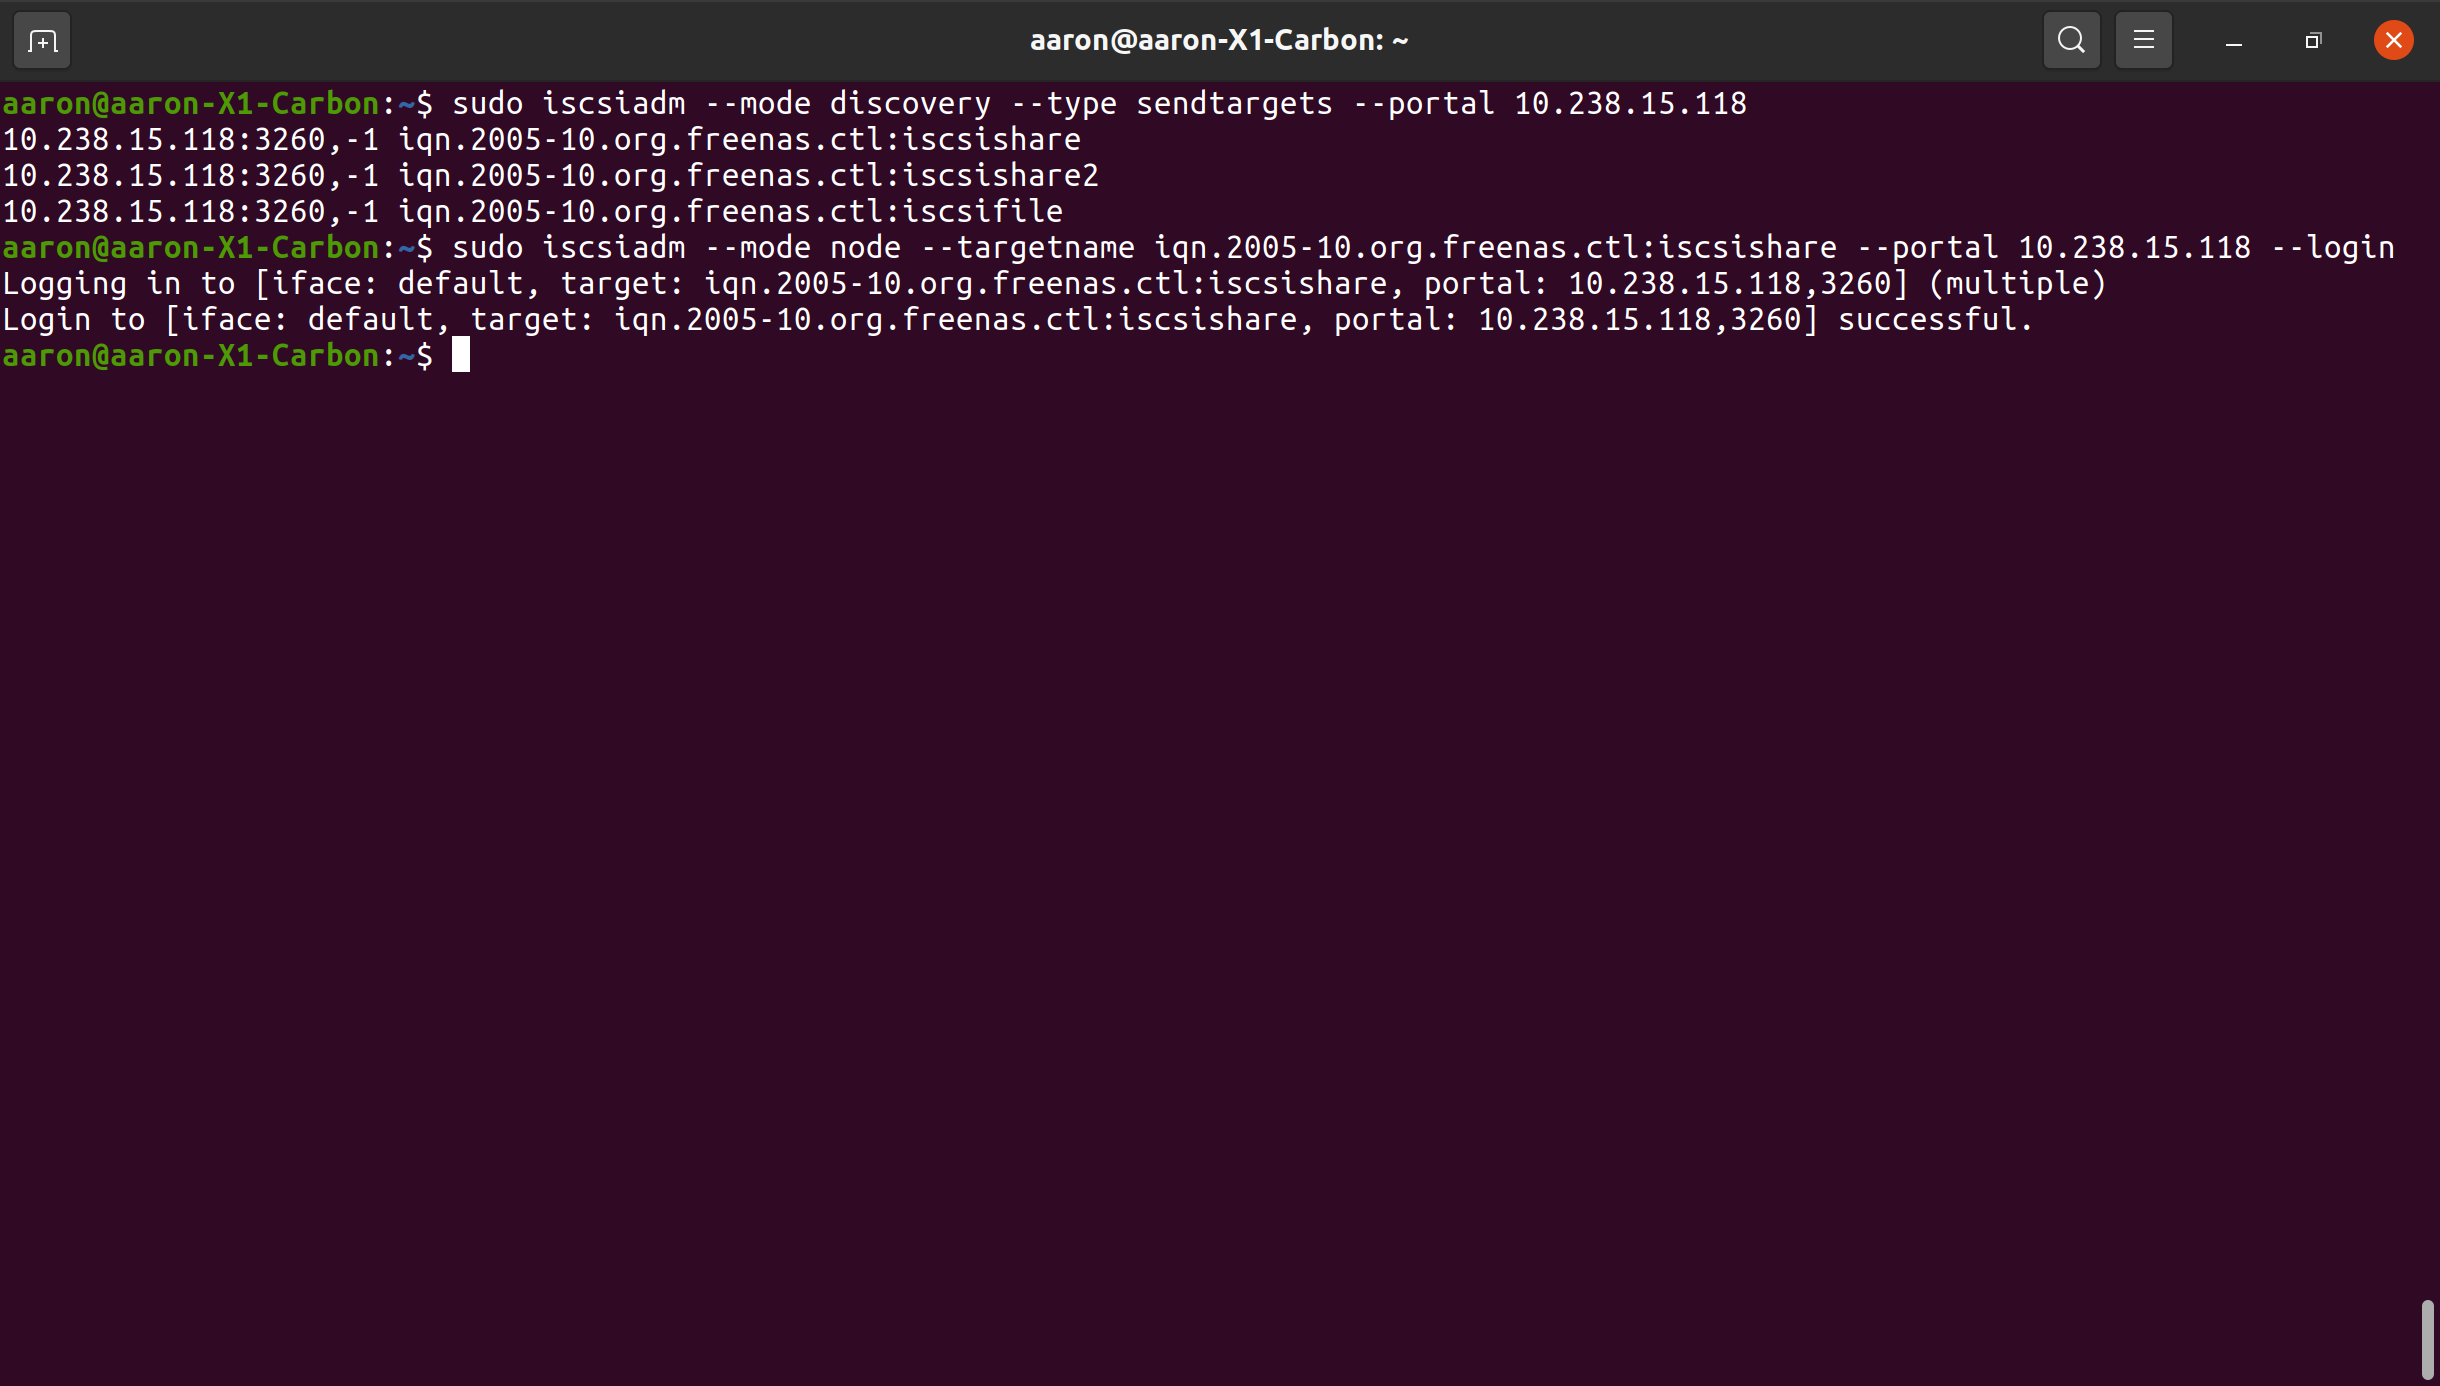 aaron@aaron-X1-Carbon: ~
aaron@aaron-X1-Carbon:~$ sudo iscsiadm --mode discovery --type sendtargets --portal 10.238.15.118
10.238.15.118:3260,-1 iqn.2005-10.org.freenas.ctl:iscsishare
10.238.15.118:3260,-1 iqn.2005-10.org.freenas.ctl:iscsishare2
10.238.15.118:3260,-1 iqn.2005-10.org.freenas.ctl:iscsifile
aaron@aaron-X1-Carbon:~$ sudo iscsiadm --mode node --targetname iqn.2005-10.org.freenas.ctl:iscsishare --portal 10.238.15.118 --login
Logging in to [iface: default, target: iqn.2005-10.org.freenas.ctl:iscsishare, portal: 10.238.15.118,3260] (multiple)
Login to [iface: default, target: iqn.2005-10.org.freenas.ctl:iscsishare, portal: 10.238.15.118,3260] successful.
aaron@aaron-X1-Carbon:~$